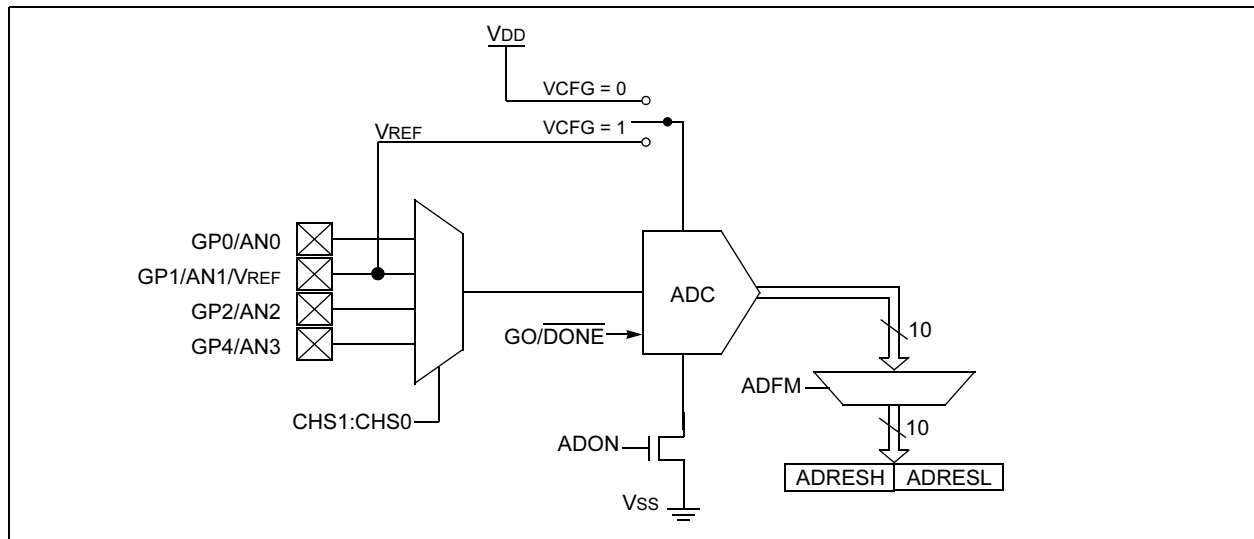 VDD
VCFG = 0
VREF
VCFG = 1
GP0/AN0
GP1/AN1/VREF
GP2/AN2
GP4/AN3
ADC
GO/DONE
10
ADFM
CHS1:CHS0
10
ADON
ADRESH ADRESL
VSS